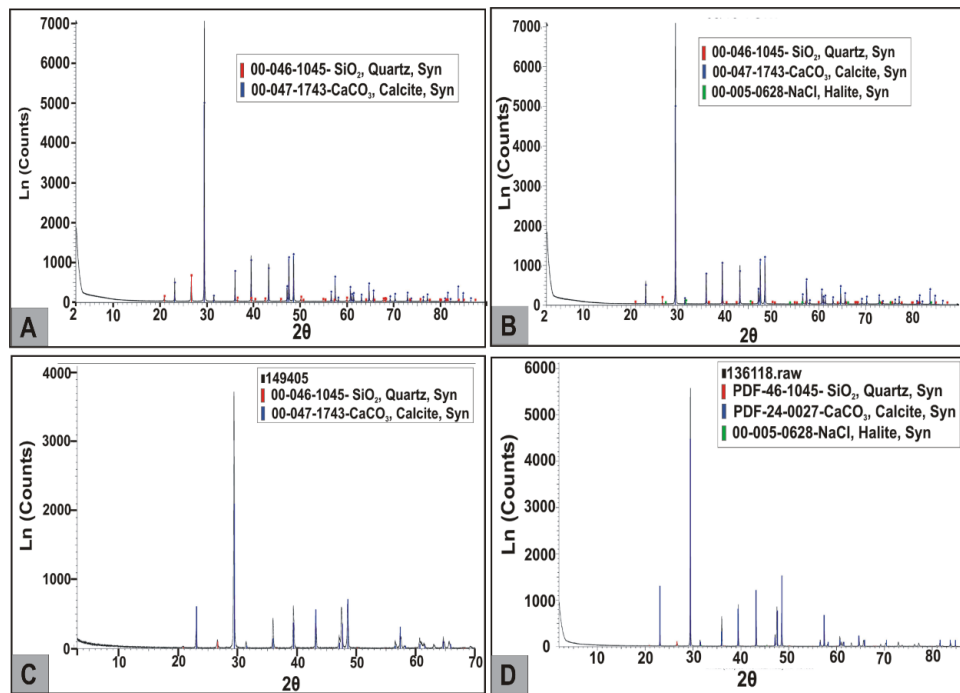 7000
6000
5000
4000
3000
2000
1000
0
Ln (Counts)
00-046-1045- SiO₂, Quartz, Syn
00-047-1743-CaCO₃, Calcite, Syn
2 10 20 30 40 50 60 70 80
2θ
A
7000
6000
5000
4000
3000
2000
1000
0
Ln (Counts)
00-046-1045- SiO₂, Quartz, Syn
00-047-1743-CaCO₃, Calcite, Syn
00-005-0628-NaCl, Halite, Syn
2 10 20 30 40 50 60 70 80
2θ
B
4000
3000
2000
1000
0
Ln (Counts)
149405
00-046-1045- SiO₂, Quartz, Syn
00-047-1743-CaCO₃, Calcite, Syn
10 20 30 40 50 60 70
2θ
C
6000
5000
4000
3000
2000
1000
0
Ln (Counts)
136118.raw
PDF-46-1045- SiO₂, Quartz, Syn
PDF-24-0027-CaCO₃, Calcite, Syn
00-005-0628-NaCl, Halite, Syn
10 20 30 40 50 60 70 80
2θ
D